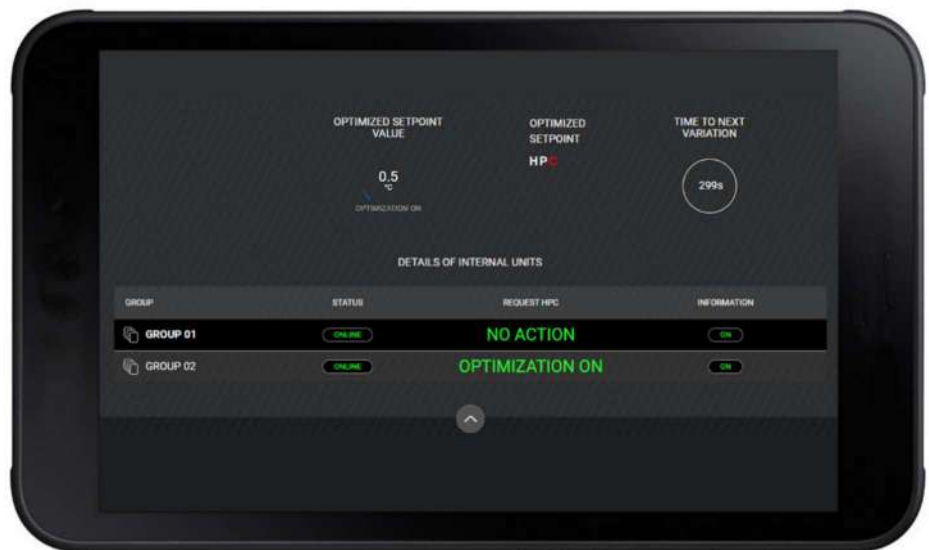 OPTIMIZED SETPOINT
VALUE
0.5
°C
OPTIMIZATION ON
OPTIMIZED
SETPOINT
HPC
TIME TO NEXT
VARIATION
299s
DETAILS OF INTERNAL UNITS
GROUP STATUS REQUEST HPC INFORMATION
GROUP 01 ONLINE NO ACTION ON
GROUP 02 ONLINE OPTIMIZATION ON ON